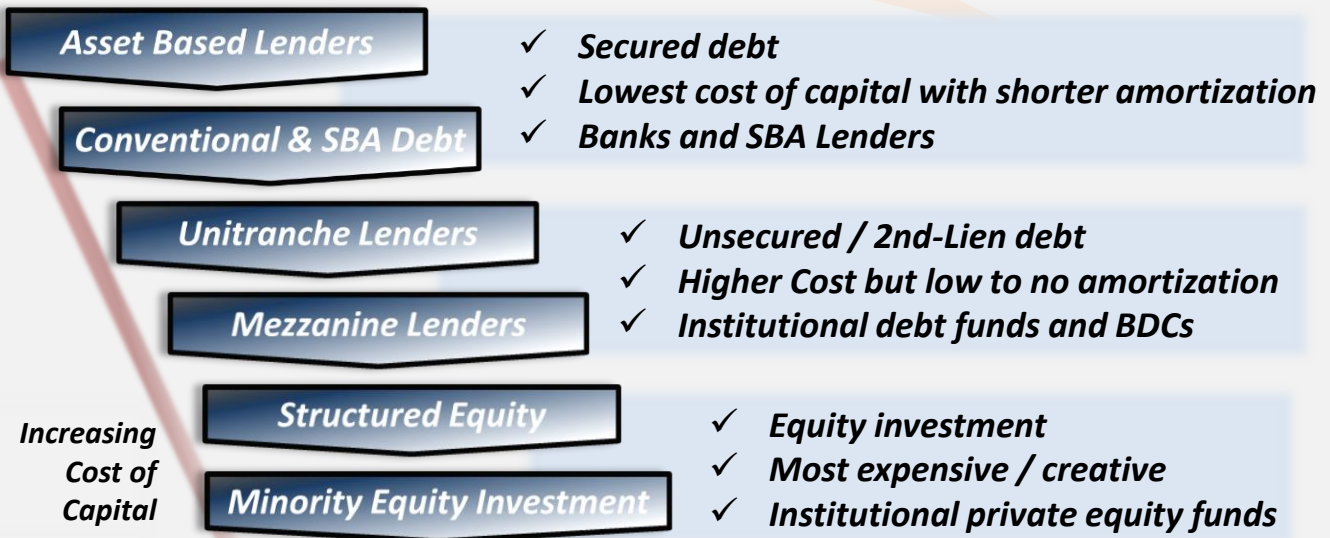 Asset Based Lenders
✓ Secured debt
✓ Lowest cost of capital with shorter amortization
Conventional & SBA Debt
✓ Banks and SBA Lenders
Unitranche Lenders
✓ Unsecured / 2nd-Lien debt
✓ Higher Cost but low to no amortization
Mezzanine Lenders
✓ Institutional debt funds and BDCs
Structured Equity
✓ Equity investment
Increasing
Cost of
Capital
✓ Most expensive / creative
Minority Equity Investment
✓ Institutional private equity funds